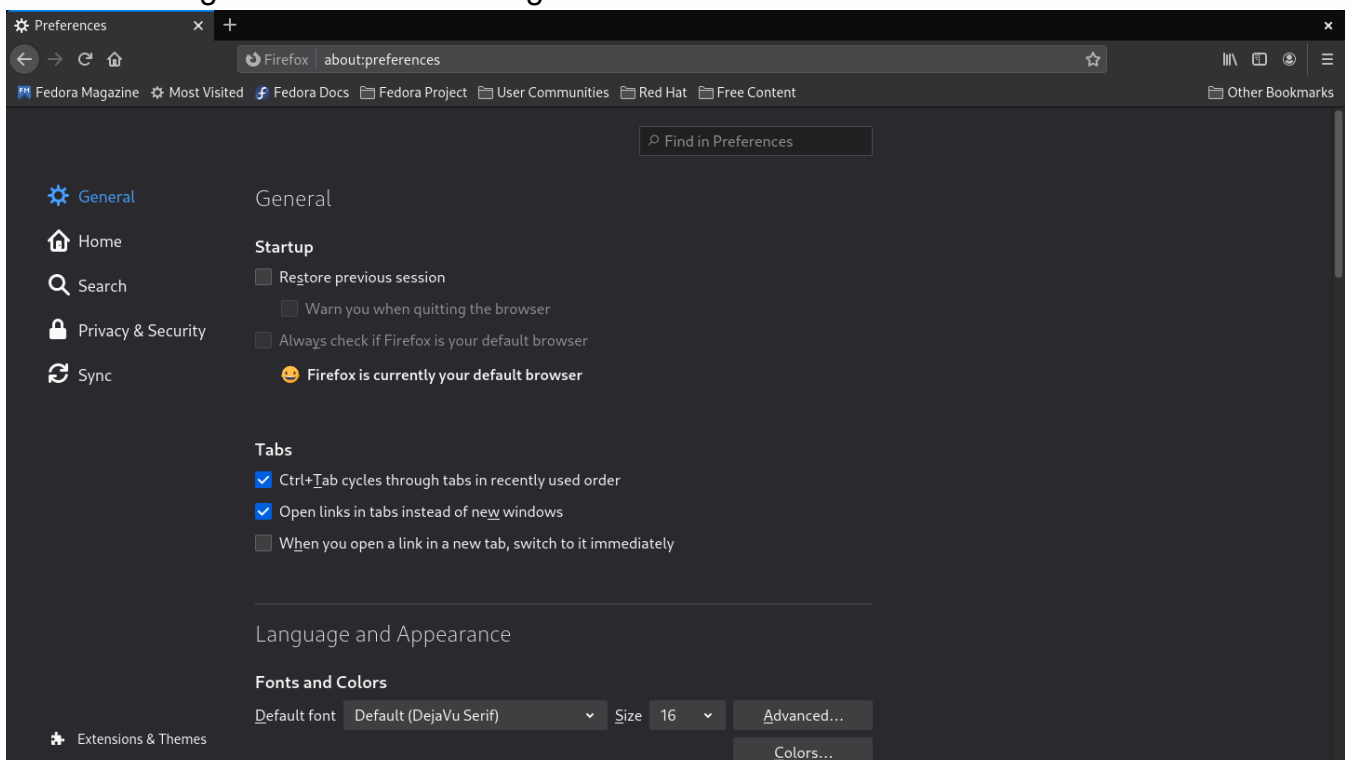 Preferences
Firefox about:preferences
Fedora Magazine Most Visited Fedora Docs Fedora Project User Communities Red Hat Free Content Other Bookmarks
Find in Preferences
General
Home
Search
Privacy & Security
Sync
Extensions & Themes
General
Startup
Restore previous session
Warn you when quitting the browser
Always check if Firefox is your default browser
Firefox is currently your default browser
Tabs
Ctrl+Tab cycles through tabs in recently used order
Open links in tabs instead of new windows
When you open a link in a new tab, switch to it immediately
Language and Appearance
Fonts and Colors
Default font Default (DejaVu Serif) Size 16 Advanced...
Colors...